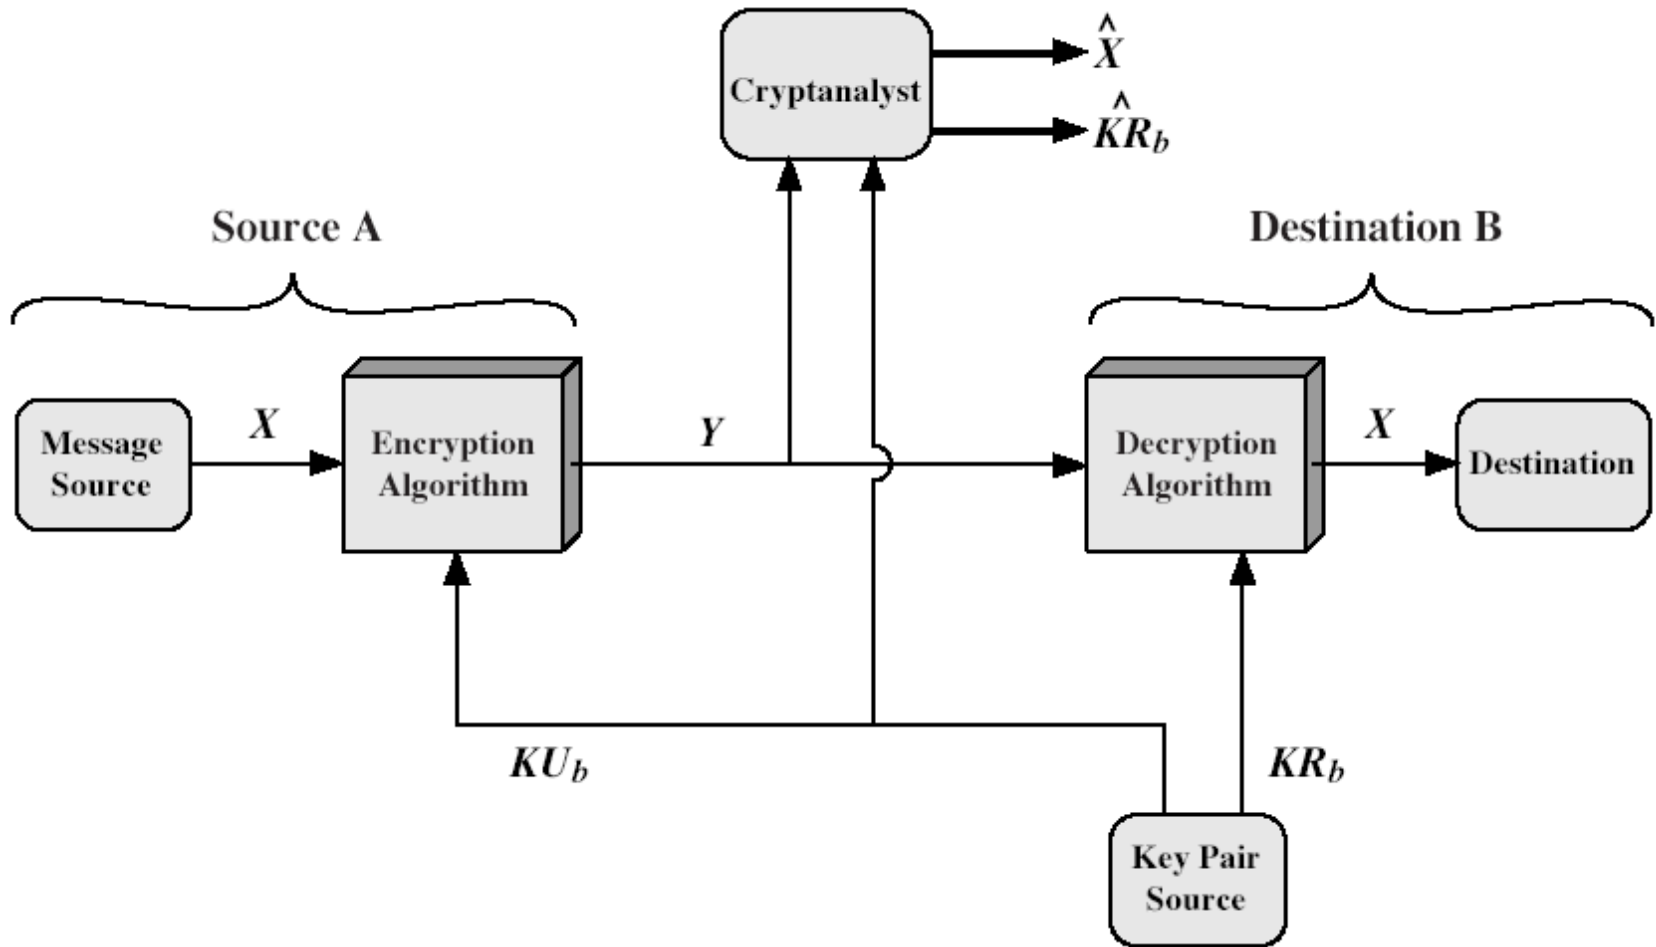 Cryptanalyst
X̂
K̂R_b
Source A
Destination B
Message
Source
X
Encryption
Algorithm
Y
Decryption
Algorithm
X
Destination
KU_b
KR_b
Key Pair
Source